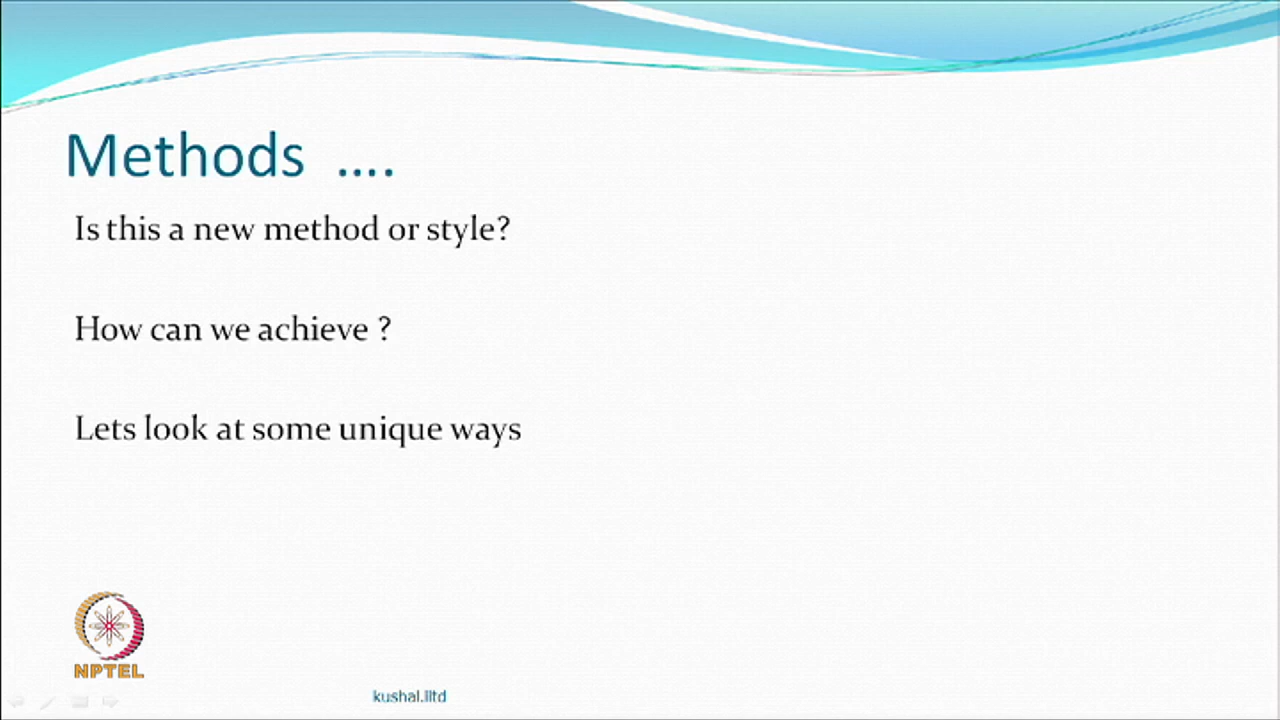 Methods ....
Is this a new method or style?
How can we achieve ?
Lets look at some unique ways
NPTEL
kushal.iitd